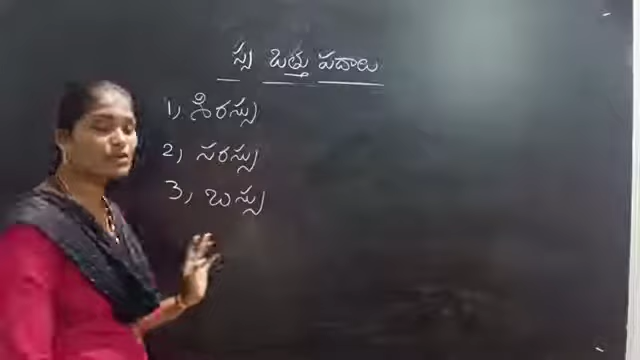 స్స ఒత్తు పదాలు
1) శిరస్సు
2) సరస్సు
3) బస్సు